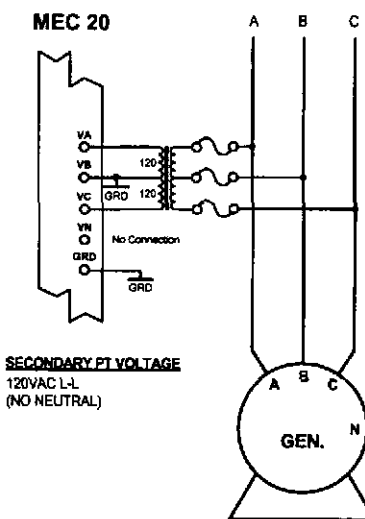 MEC 20
A B C
VA
120
VB
GRD
120
VC
VN
No Connection
GRD
GRD
SECONDARY PT VOLTAGE
120VAC L-L
(NO NEUTRAL)
A B C
N
GEN.